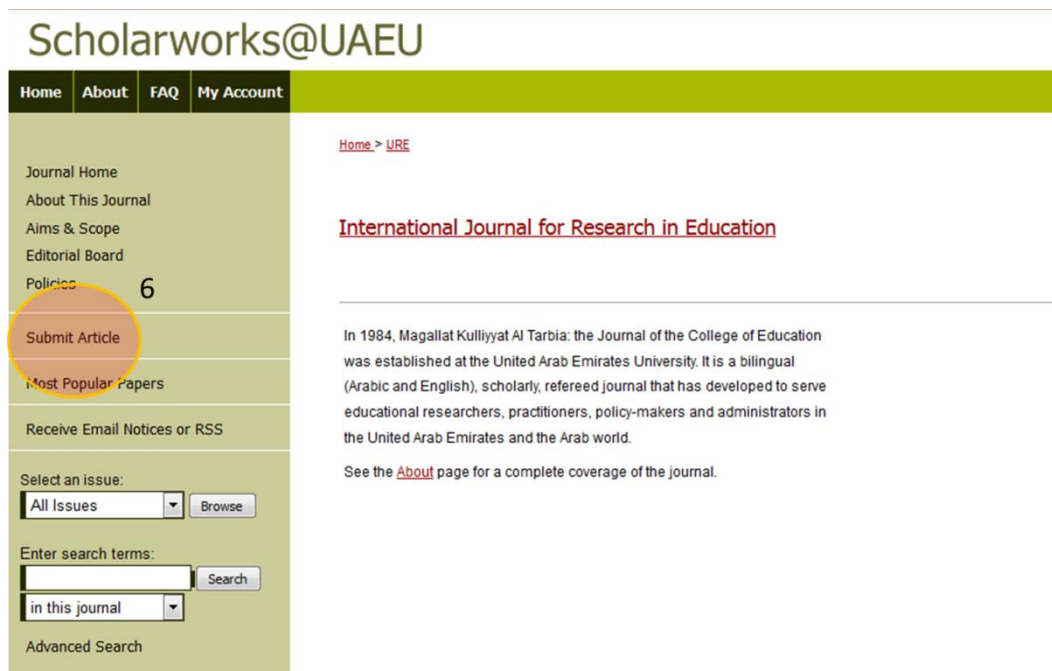 Scholarworks@UAEU
Home About FAQ My Account
Home > URE
Journal Home
About This Journal
Aims & Scope
Editorial Board
Policies
6
Submit Article
Most Popular Papers
Receive Email Notices or RSS
Select an issue:
All Issues Browse
Enter search terms:
Search
in this journal
Advanced Search
International Journal for Research in Education
In 1984, Magallat Kulliyyat Al Tarbia: the Journal of the College of Education
was established at the United Arab Emirates University. It is a bilingual
(Arabic and English), scholarly, refereed journal that has developed to serve
educational researchers, practitioners, policy-makers and administrators in
the United Arab Emirates and the Arab world.
See the About page for a complete coverage of the journal.